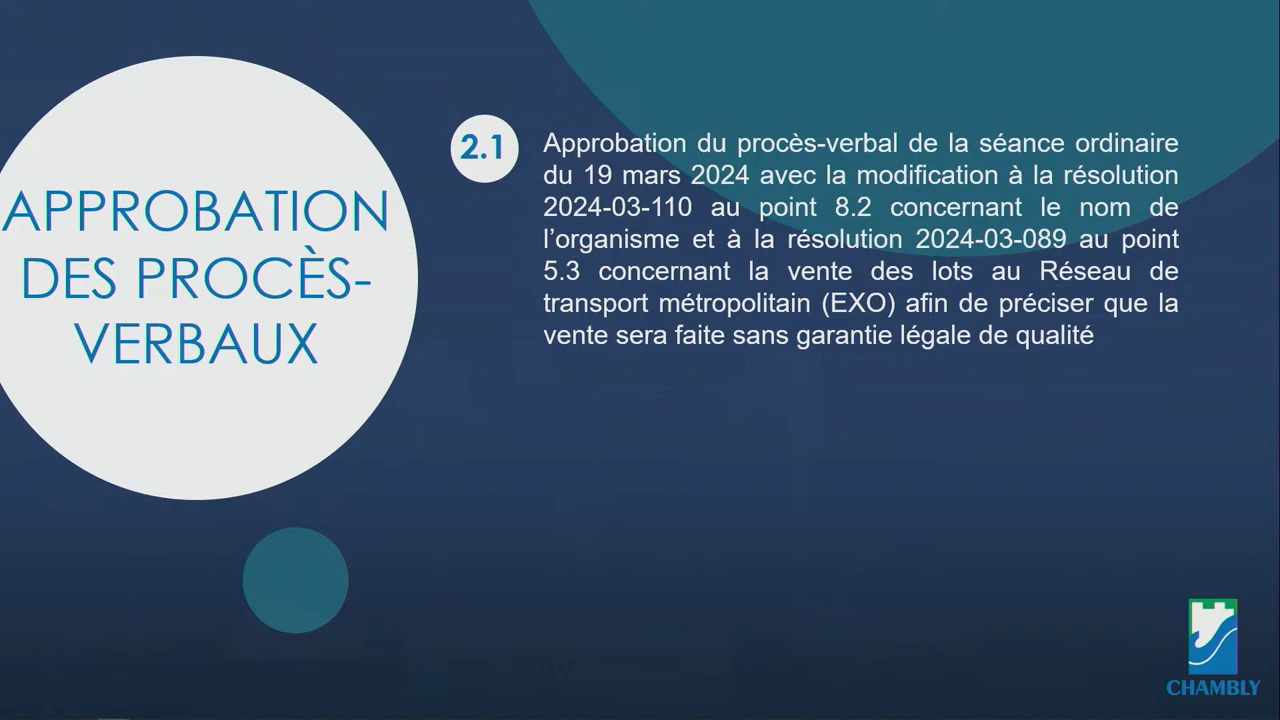 APPROBATION
DES PROCÈS-
VERBAUX
2.1
Approbation du procès-verbal de la séance ordinaire
du 19 mars 2024 avec la modification à la résolution
2024-03-110 au point 8.2 concernant le nom de
l’organisme et à la résolution 2024-03-089 au point
5.3 concernant la vente des lots au Réseau de
transport métropolitain (EXO) afin de préciser que la
vente sera faite sans garantie légale de qualité
CHAMBLY